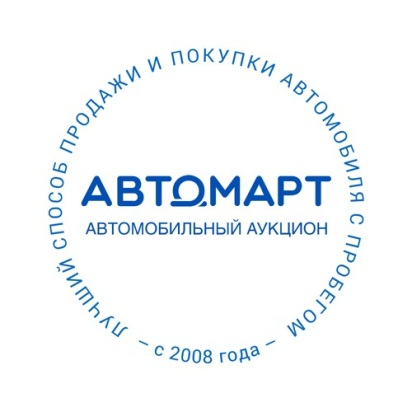 ЛУЧШИЙ СПОСОБ ПРОДАЖИ И ПОКУПКИ АВТОМОБИЛЯ С ПРОБЕГОМ
АВТОМАРТ
АВТОМОБИЛЬНЫЙ АУКЦИОН
– с 2008 года –